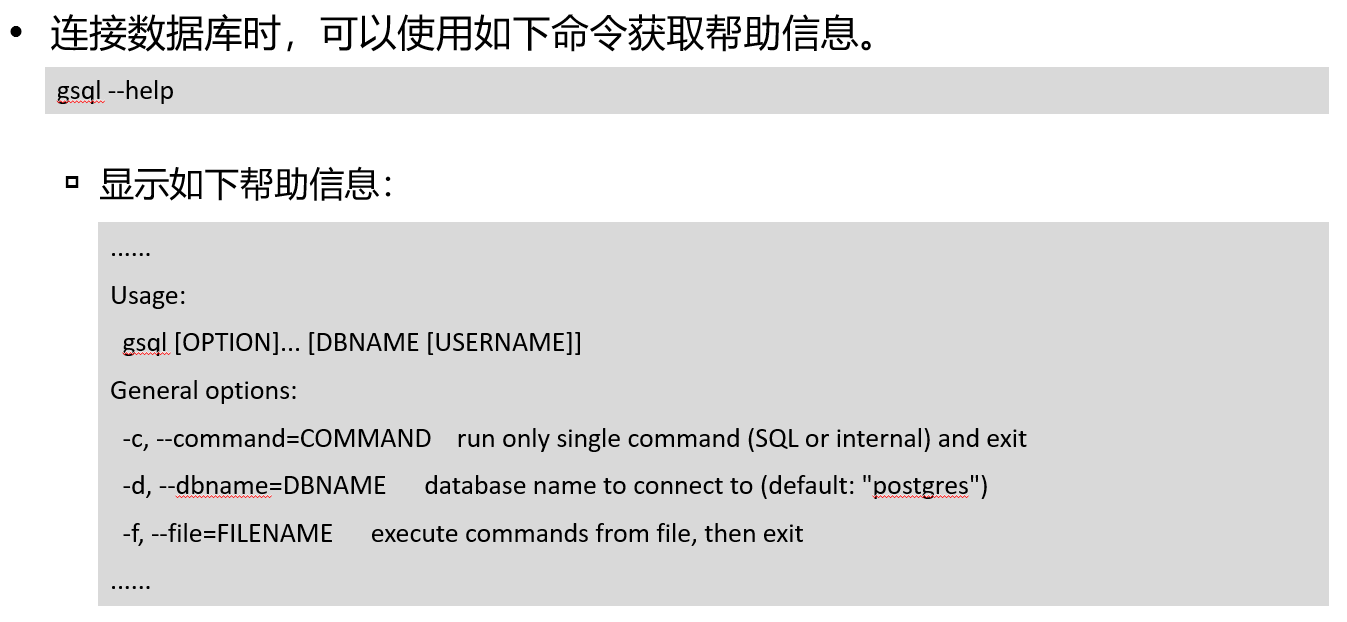 • 连接数据库时，可以使用如下命令获取帮助信息。
gsql --help
▫ 显示如下帮助信息：
......
Usage:
gsql [OPTION]... [DBNAME [USERNAME]]
General options:
-c, --command=COMMAND    run only single command (SQL or internal) and exit
-d, --dbname=DBNAME      database name to connect to (default: "postgres")
-f, --file=FILENAME      execute commands from file, then exit
......